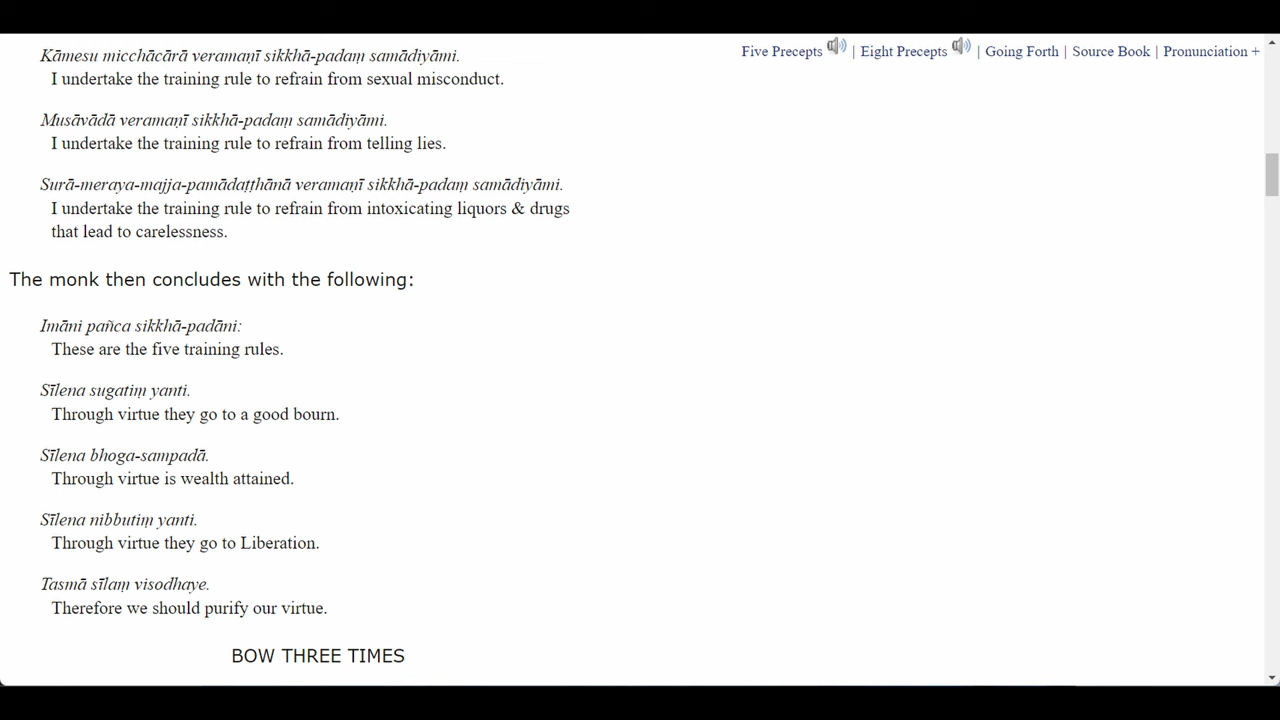 Five Precepts | Eight Precepts | Going Forth | Source Book | Pronunciation +
Kāmesu micchācārā veramaṇī sikkhā-padaṃ samādiyāmi.
I undertake the training rule to refrain from sexual misconduct.
Musāvādā veramaṇī sikkhā-padaṃ samādiyāmi.
I undertake the training rule to refrain from telling lies.
Surā-meraya-majja-pamādaṭṭhānā veramaṇī sikkhā-padaṃ samādiyāmi.
I undertake the training rule to refrain from intoxicating liquors & drugs
that lead to carelessness.
The monk then concludes with the following:
Imāni pañca sikkhā-padāni:
These are the five training rules.
Sīlena sugatiṃ yanti.
Through virtue they go to a good bourn.
Sīlena bhoga-sampadā.
Through virtue is wealth attained.
Sīlena nibbutiṃ yanti.
Through virtue they go to Liberation.
Tasmā sīlaṃ visodhaye.
Therefore we should purify our virtue.
BOW THREE TIMES